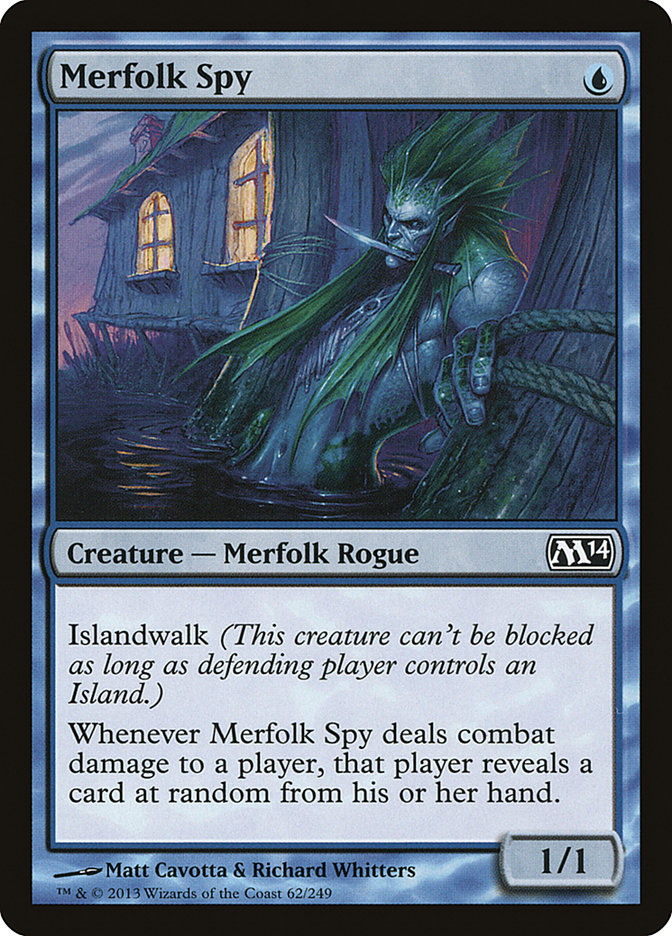 Merfolk Spy
Creature — Merfolk Rogue
M14
Islandwalk (This creature can't be blocked
as long as defending player controls an
Island.)
Whenever Merfolk Spy deals combat
damage to a player, that player reveals a
card at random from his or her hand.
1/1
Matt Cavotta & Richard Whitters
™ & © 2013 Wizards of the Coast 62/249